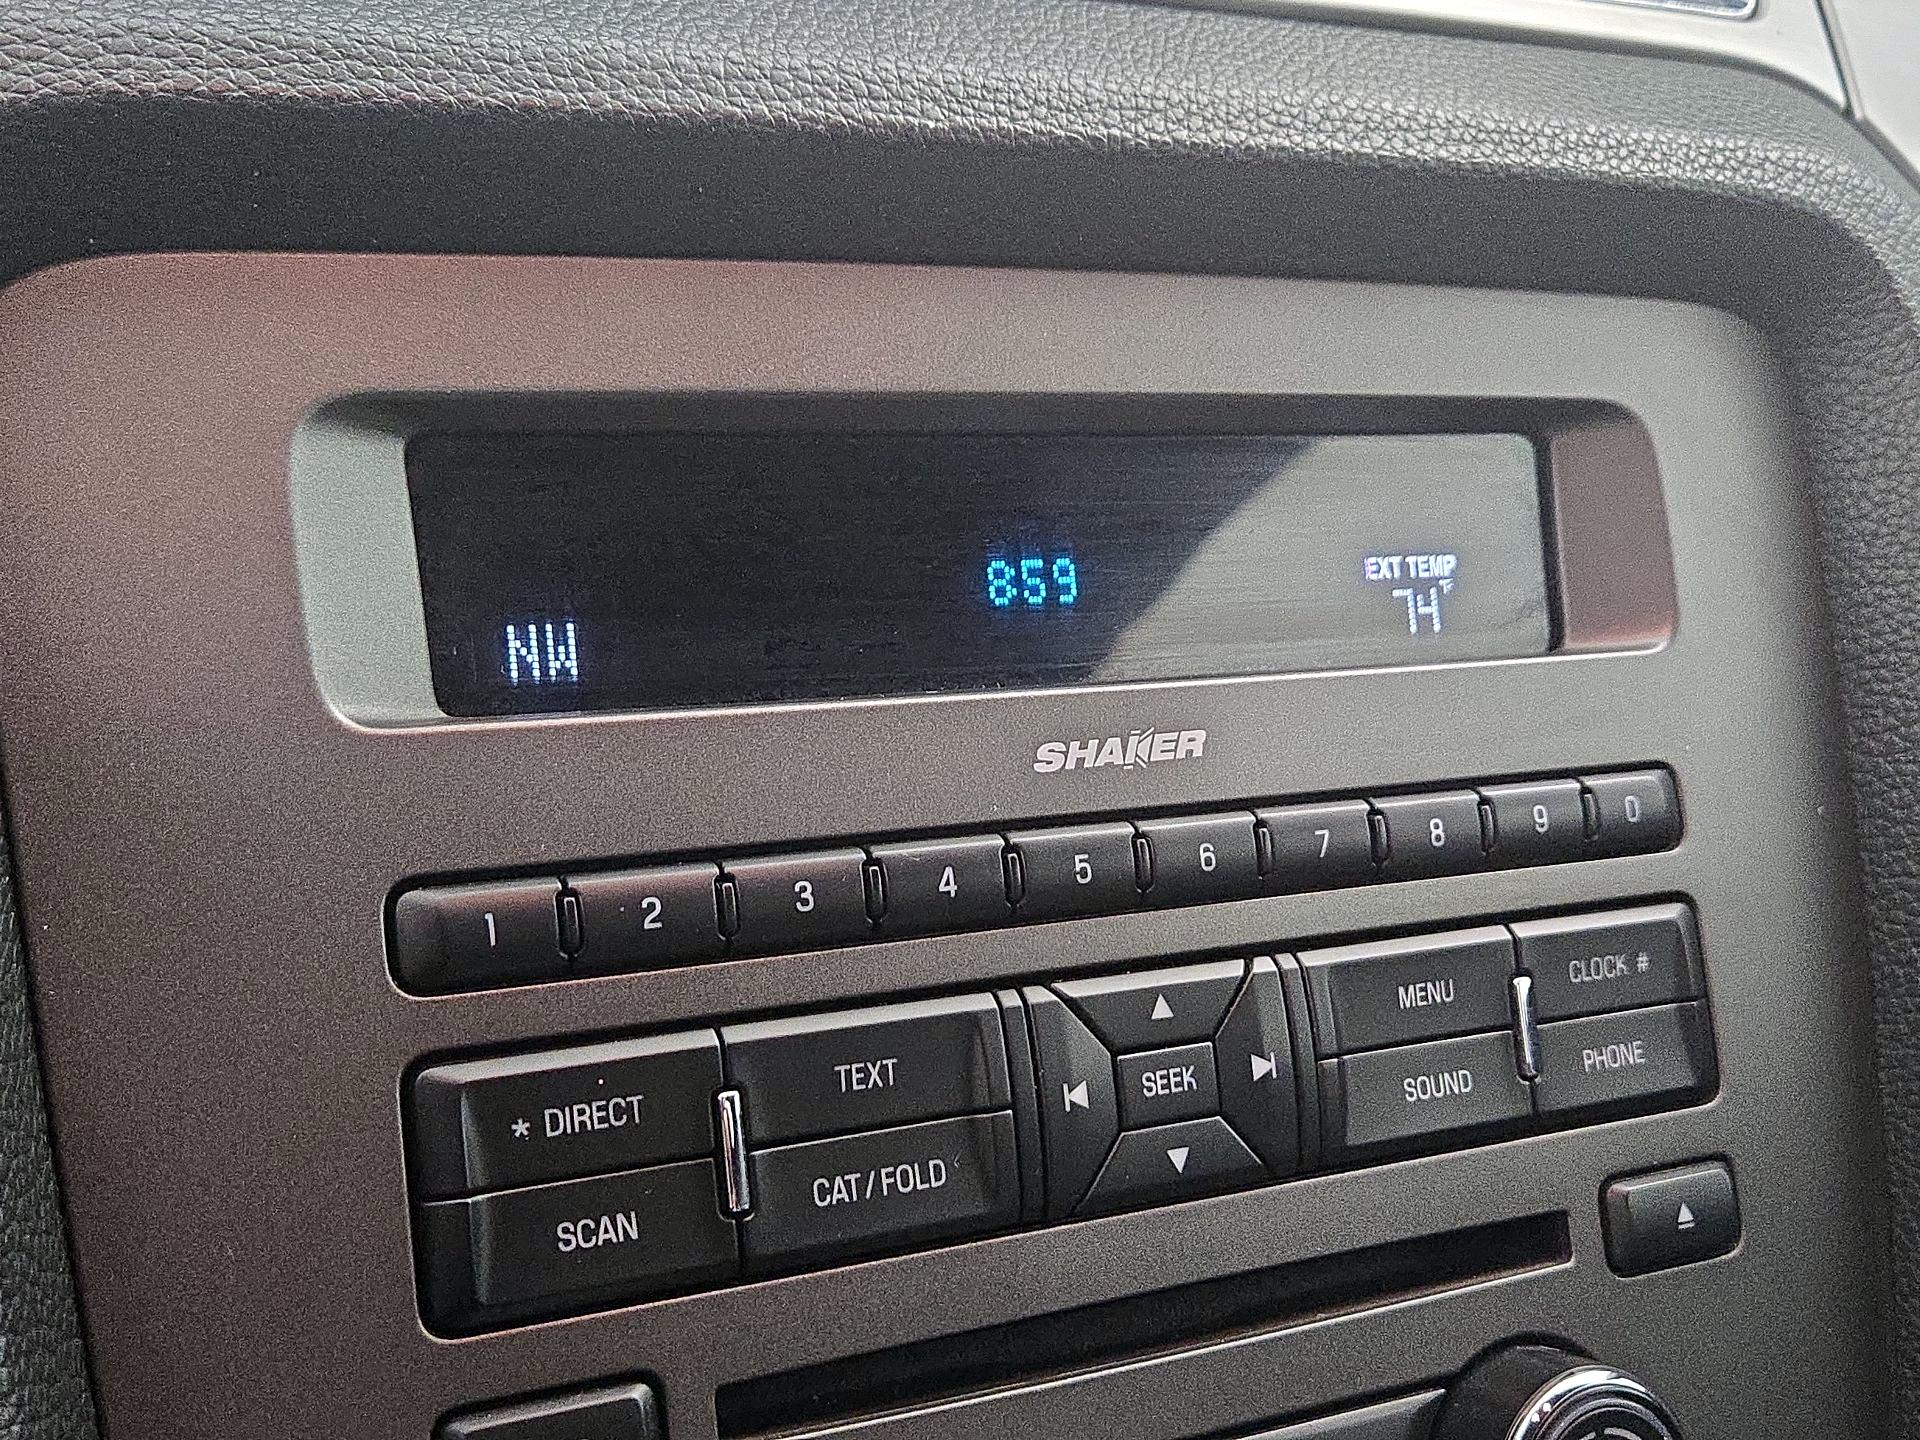 EXT TEMP
859
°F
74
NW
SHAKER
1 2 3 4 5 6 7 8 9 0
* DIRECT
TEXT
SEEK
MENU
CLOCK #
SCAN
CAT/FOLD
SOUND
PHONE